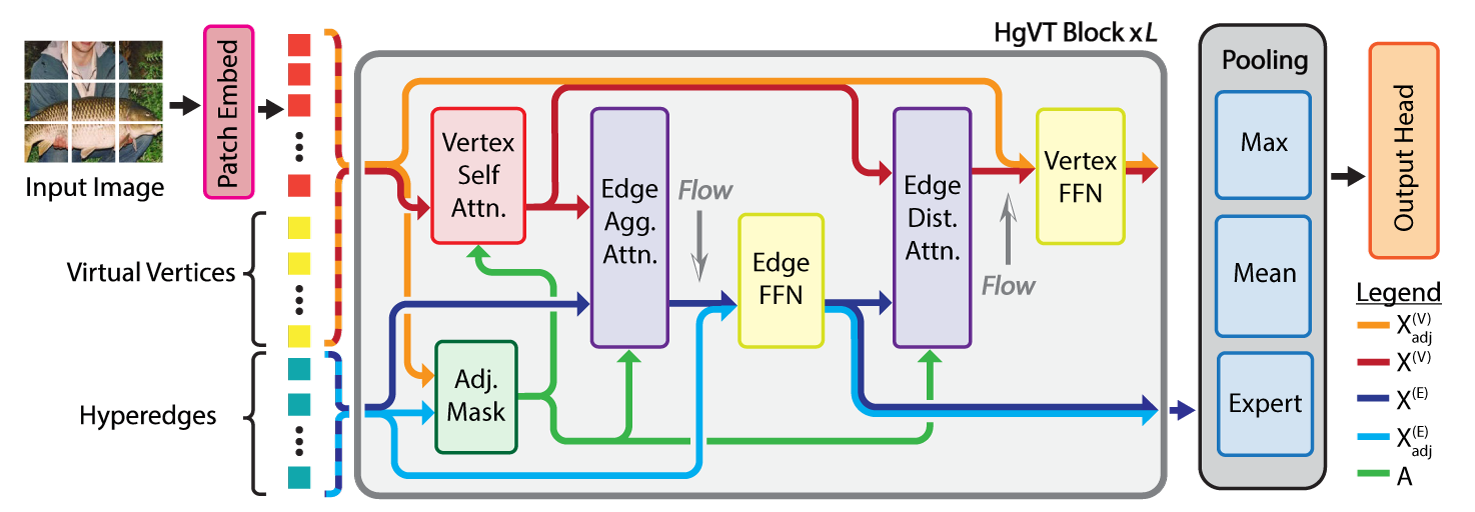 HgVT Block x L
Input Image
Patch Embed
Virtual Vertices
Hyperedges
Vertex
Self
Attn.
Adj.
Mask
Edge
Agg.
Attn.
Flow
Edge
FFN
Edge
Dist.
Attn.
Flow
Vertex
FFN
Pooling
Max
Mean
Expert
Output Head
Legend
X(V)adj
X(V)
X(E)
X(E)adj
A